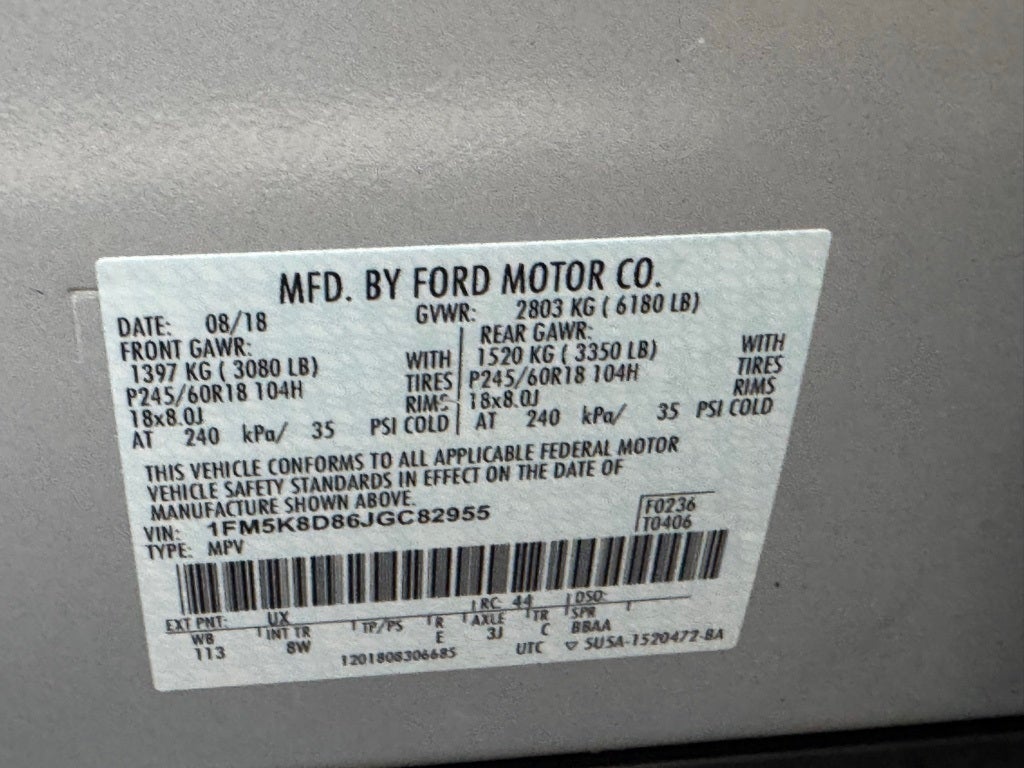 MFD. BY FORD MOTOR CO.
DATE: 08/18 GVWR: 2803 KG ( 6180 LB)
FRONT GAWR: REAR GAWR:
1397 KG ( 3080 LB) WITH 1520 KG ( 3350 LB) WITH
P245/60R18 104H TIRES P245/60R18 104H TIRES
18x8.0J RIMS 18x8.0J RIMS
AT 240 kPa/ 35 PSI COLD AT 240 kPa/ 35 PSI COLD
THIS VEHICLE CONFORMS TO ALL APPLICABLE FEDERAL MOTOR
VEHICLE SAFETY STANDARDS IN EFFECT ON THE DATE OF
MANUFACTURE SHOWN ABOVE.
VIN: 1FM5K8D86JGC82955 F0236
TYPE: MPV T0406
EXT PNT: UX RC 44 DSO:
WB INT TR TP/PS R AXLE TR SPR
113 8W E 3J C BBAA
1201808306685 UTC ▽ 5USA-1520472-BA